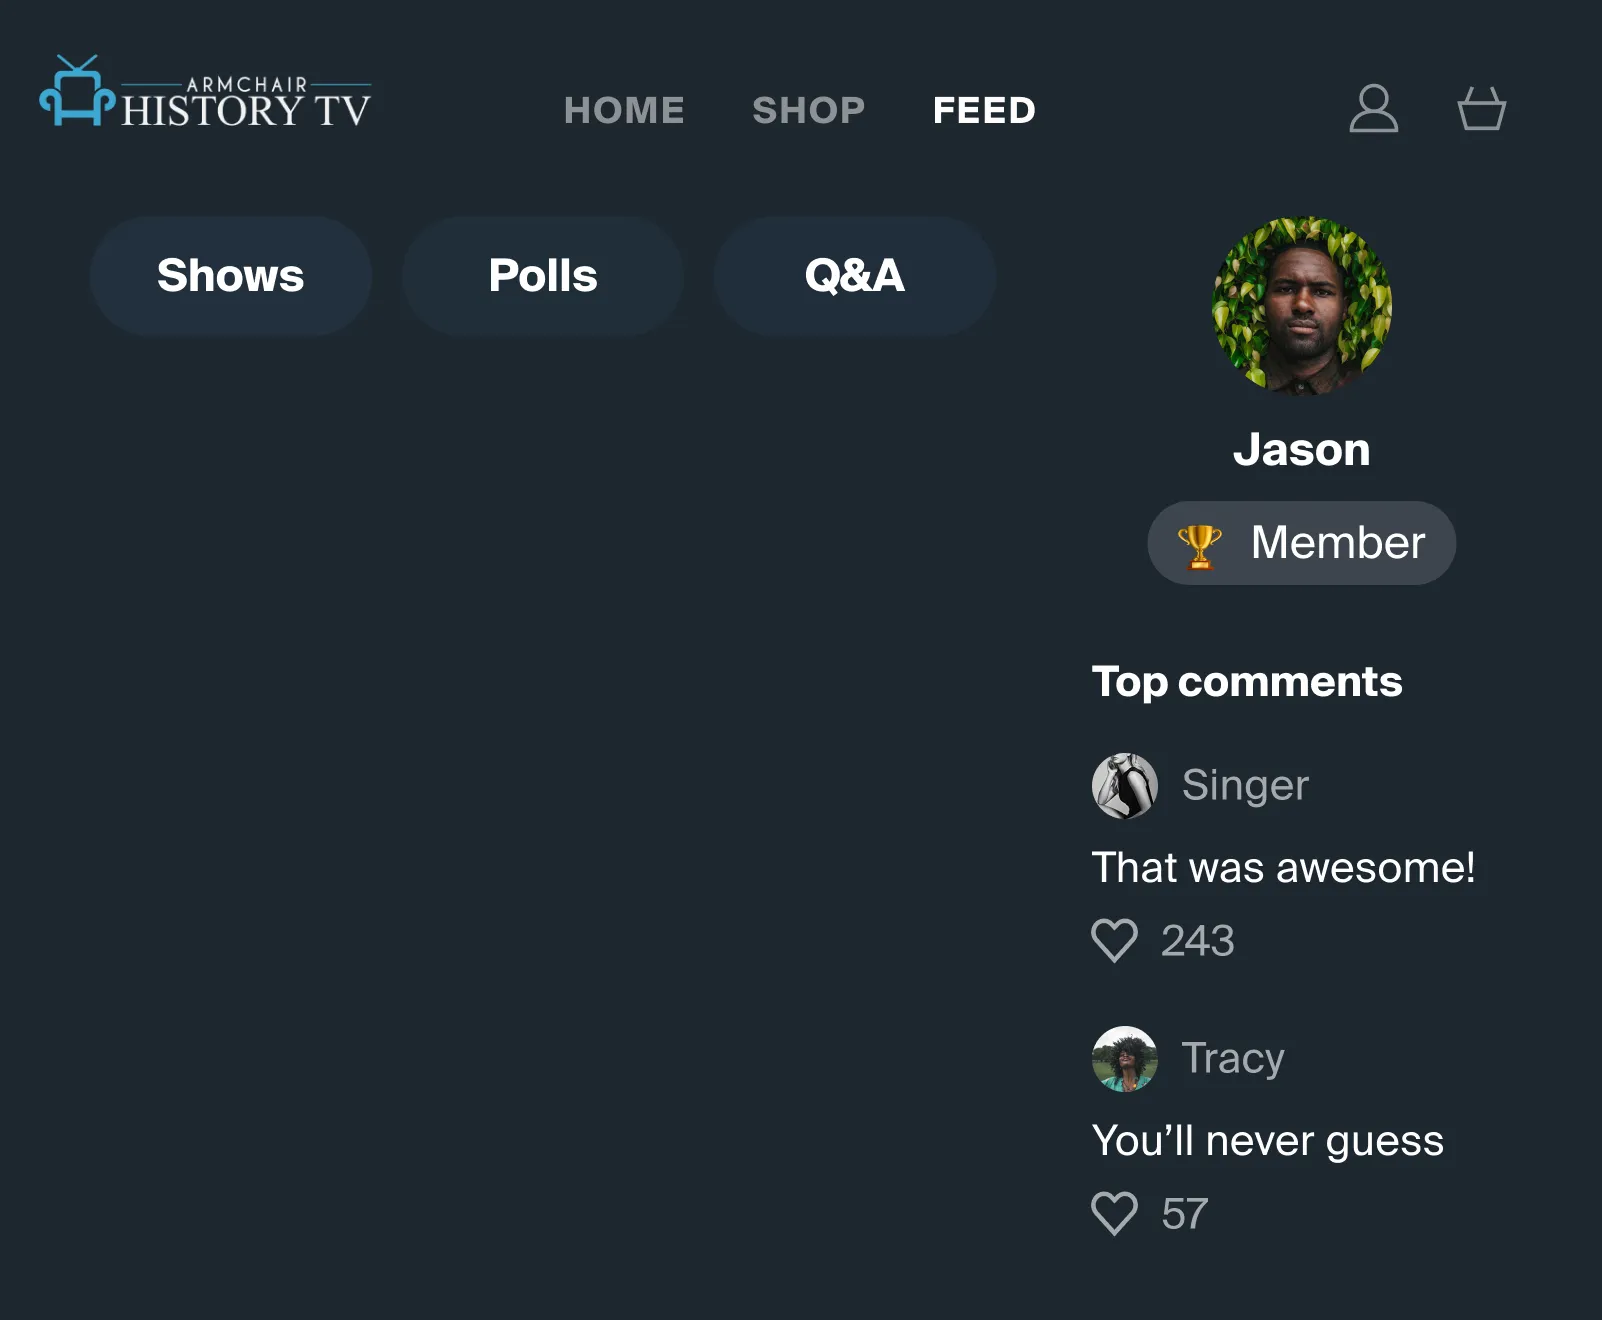 ARMCHAIR
HISTORY TV
HOME
SHOP
FEED
Shows
Polls
Q&A
Jason
Member
Top comments
Singer
That was awesome!
243
Tracy
You’ll never guess
57